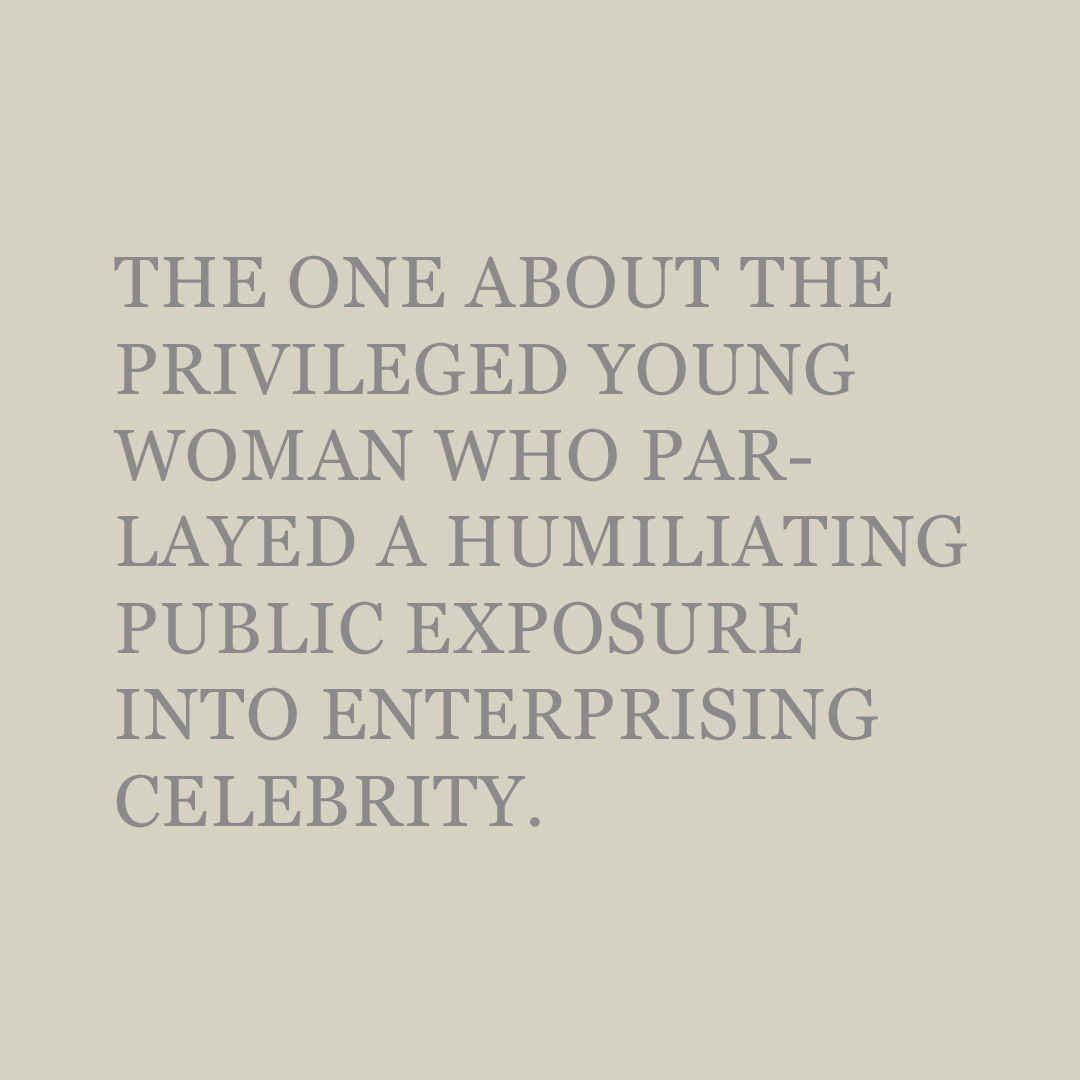 THE ONE ABOUT THE
PRIVILEGED YOUNG
WOMAN WHO PAR-
LAYED A HUMILIATING
PUBLIC EXPOSURE
INTO ENTERPRISING
CELEBRITY.